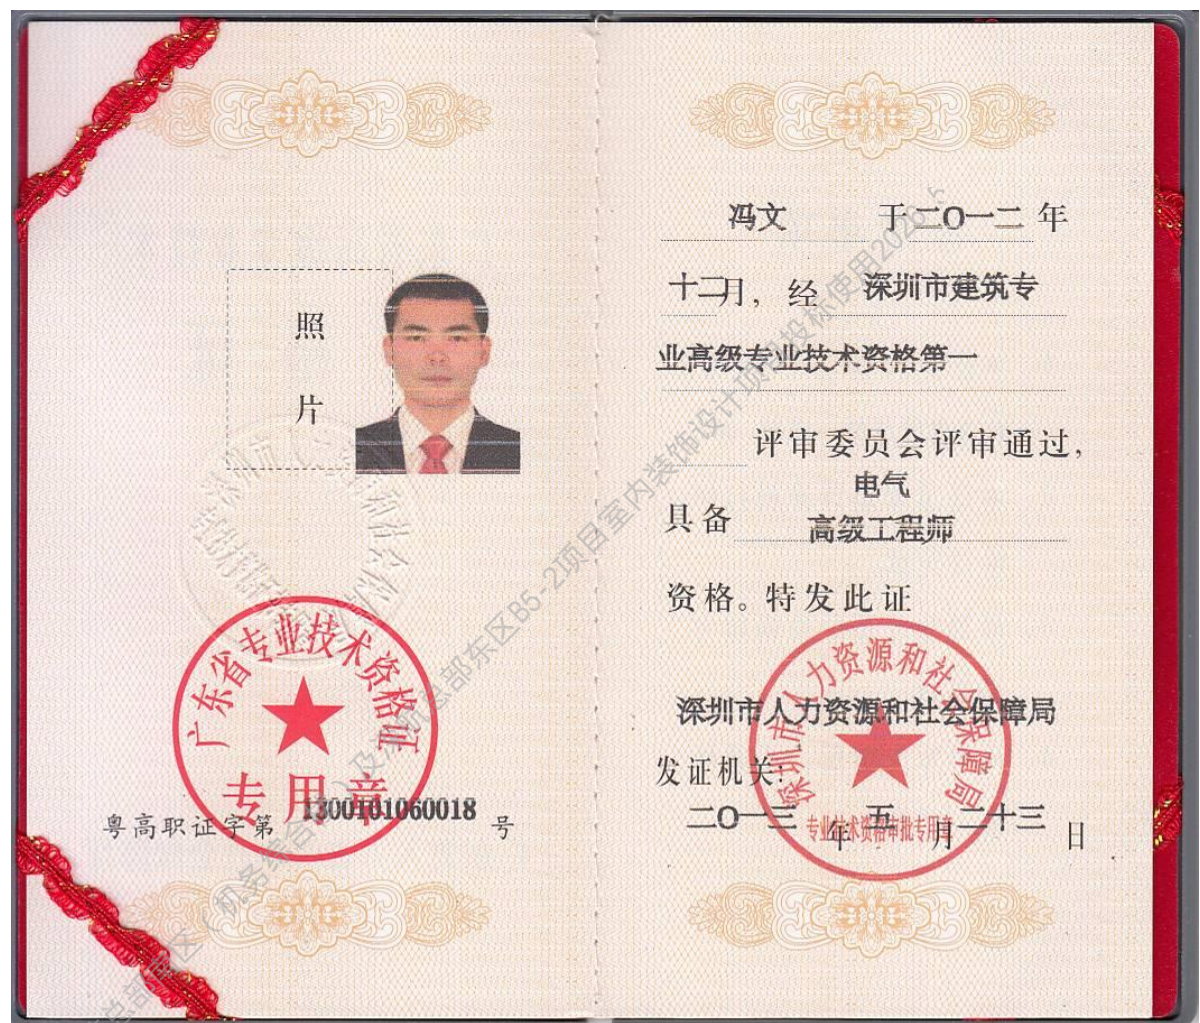 照
片
广东省专业技术资格证
专用章
粤高职证字第 1300101060018 号
冯文 于二〇一二年
十二月，经 深圳市建筑专
业高级专业技术资格第一
评审委员会评审通过，
电气
具备 高级工程师
资格。特发此证
深圳市人力资源和社会保障局
深圳市人力资源和社会保障局
发证机关：
二〇一三年五月二十三日
专业技术资格审批专用章